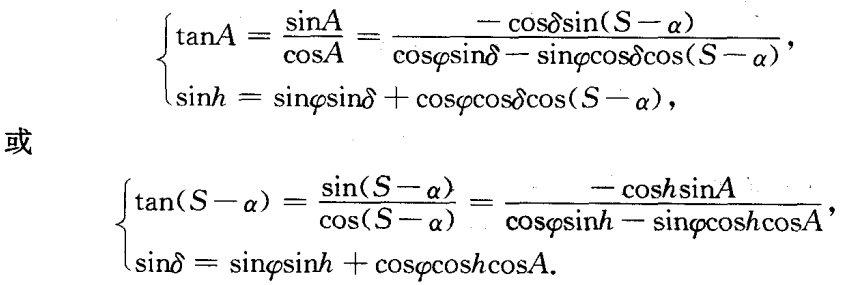 tanA = sinA/cosA = −cosδsin(S−α)/(cosφsinδ−sinφcosδcos(S−α)),
sinh = sinφsinδ + cosφcosδcos(S−α),
或
tan(S−α) = sin(S−α)/cos(S−α) = −coshsinA/(cosφsinh−sinφcoshcosA),
sinδ = sinφsinh + cosφcoshcosA.